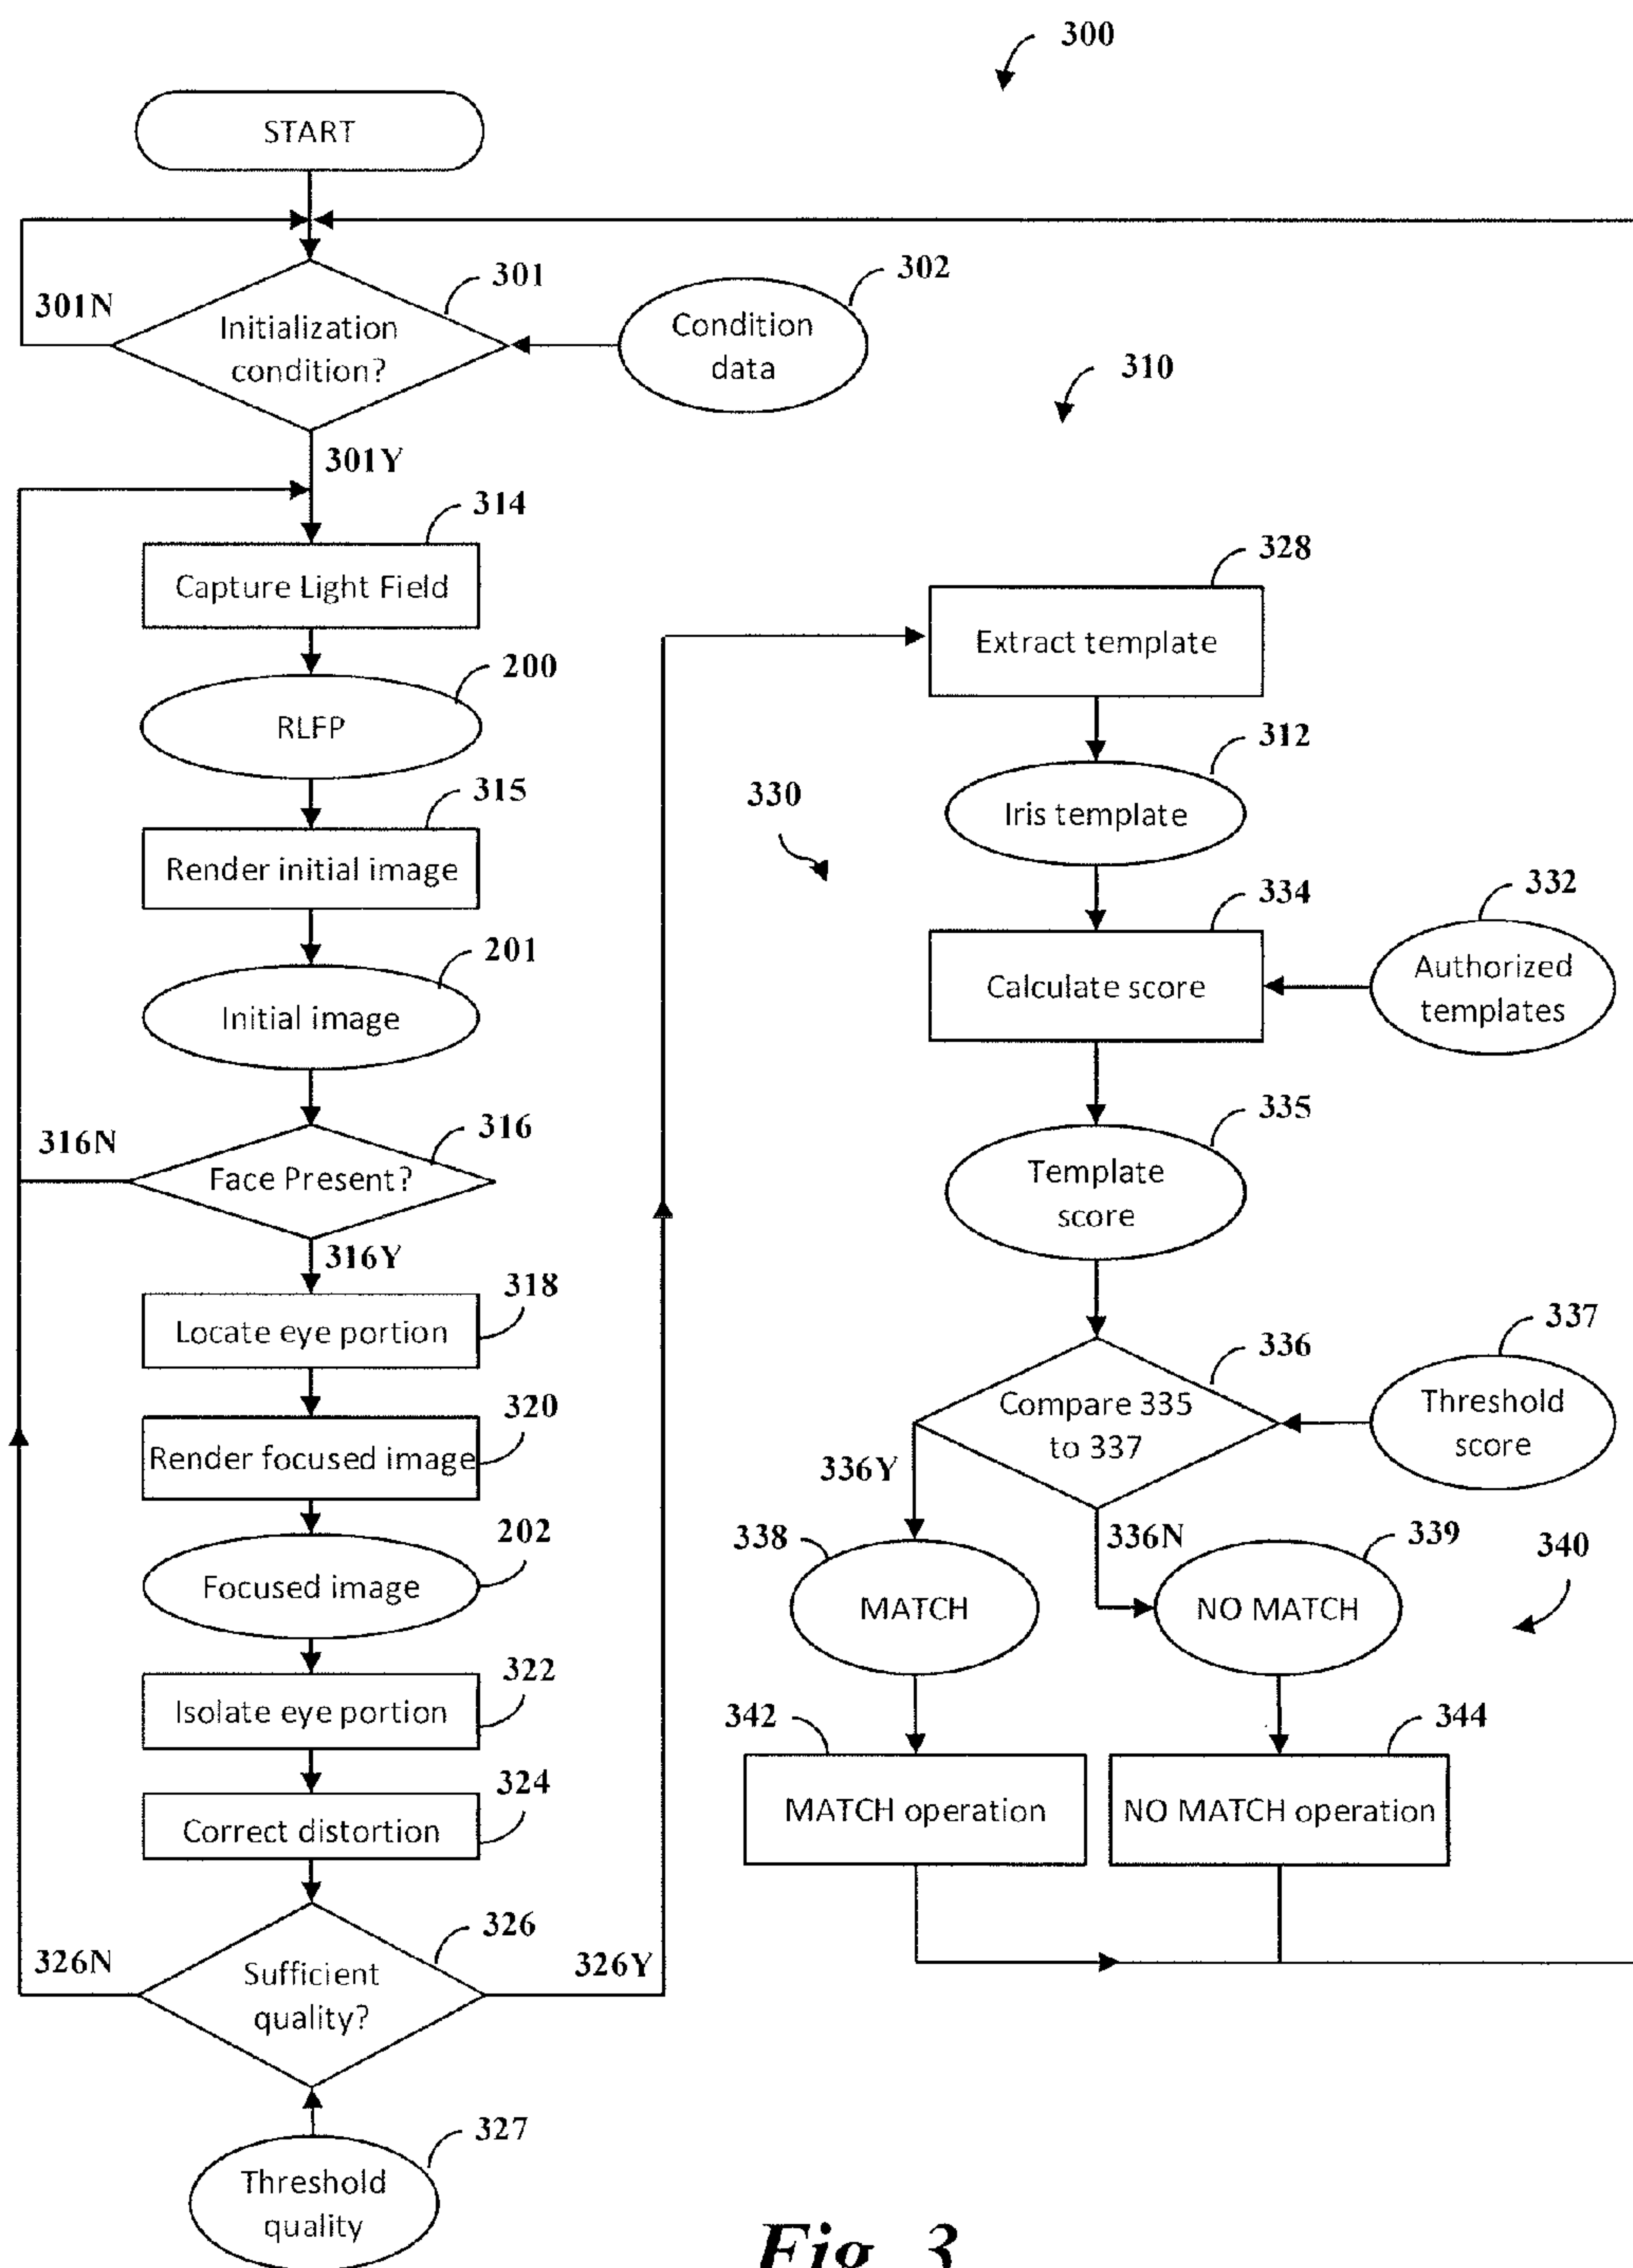 300
START
301N
301
Initialization
condition?
302
Condition
data
310
301Y
314
Capture Light Field
200
RLFP
315
Render initial image
201
Initial image
316N
316
Face Present?
316Y
318
Locate eye portion
320
Render focused image
202
Focused image
322
Isolate eye portion
324
Correct distortion
326N
326
Sufficient
quality?
326Y
327
Threshold
quality
328
Extract template
312
Iris template
330
334
Calculate score
332
Authorized
templates
335
Template
score
336
Compare 335
to 337
337
Threshold
score
336Y
336N
338
MATCH
339
NO MATCH
340
342
MATCH operation
344
NO MATCH operation
Fig. 3